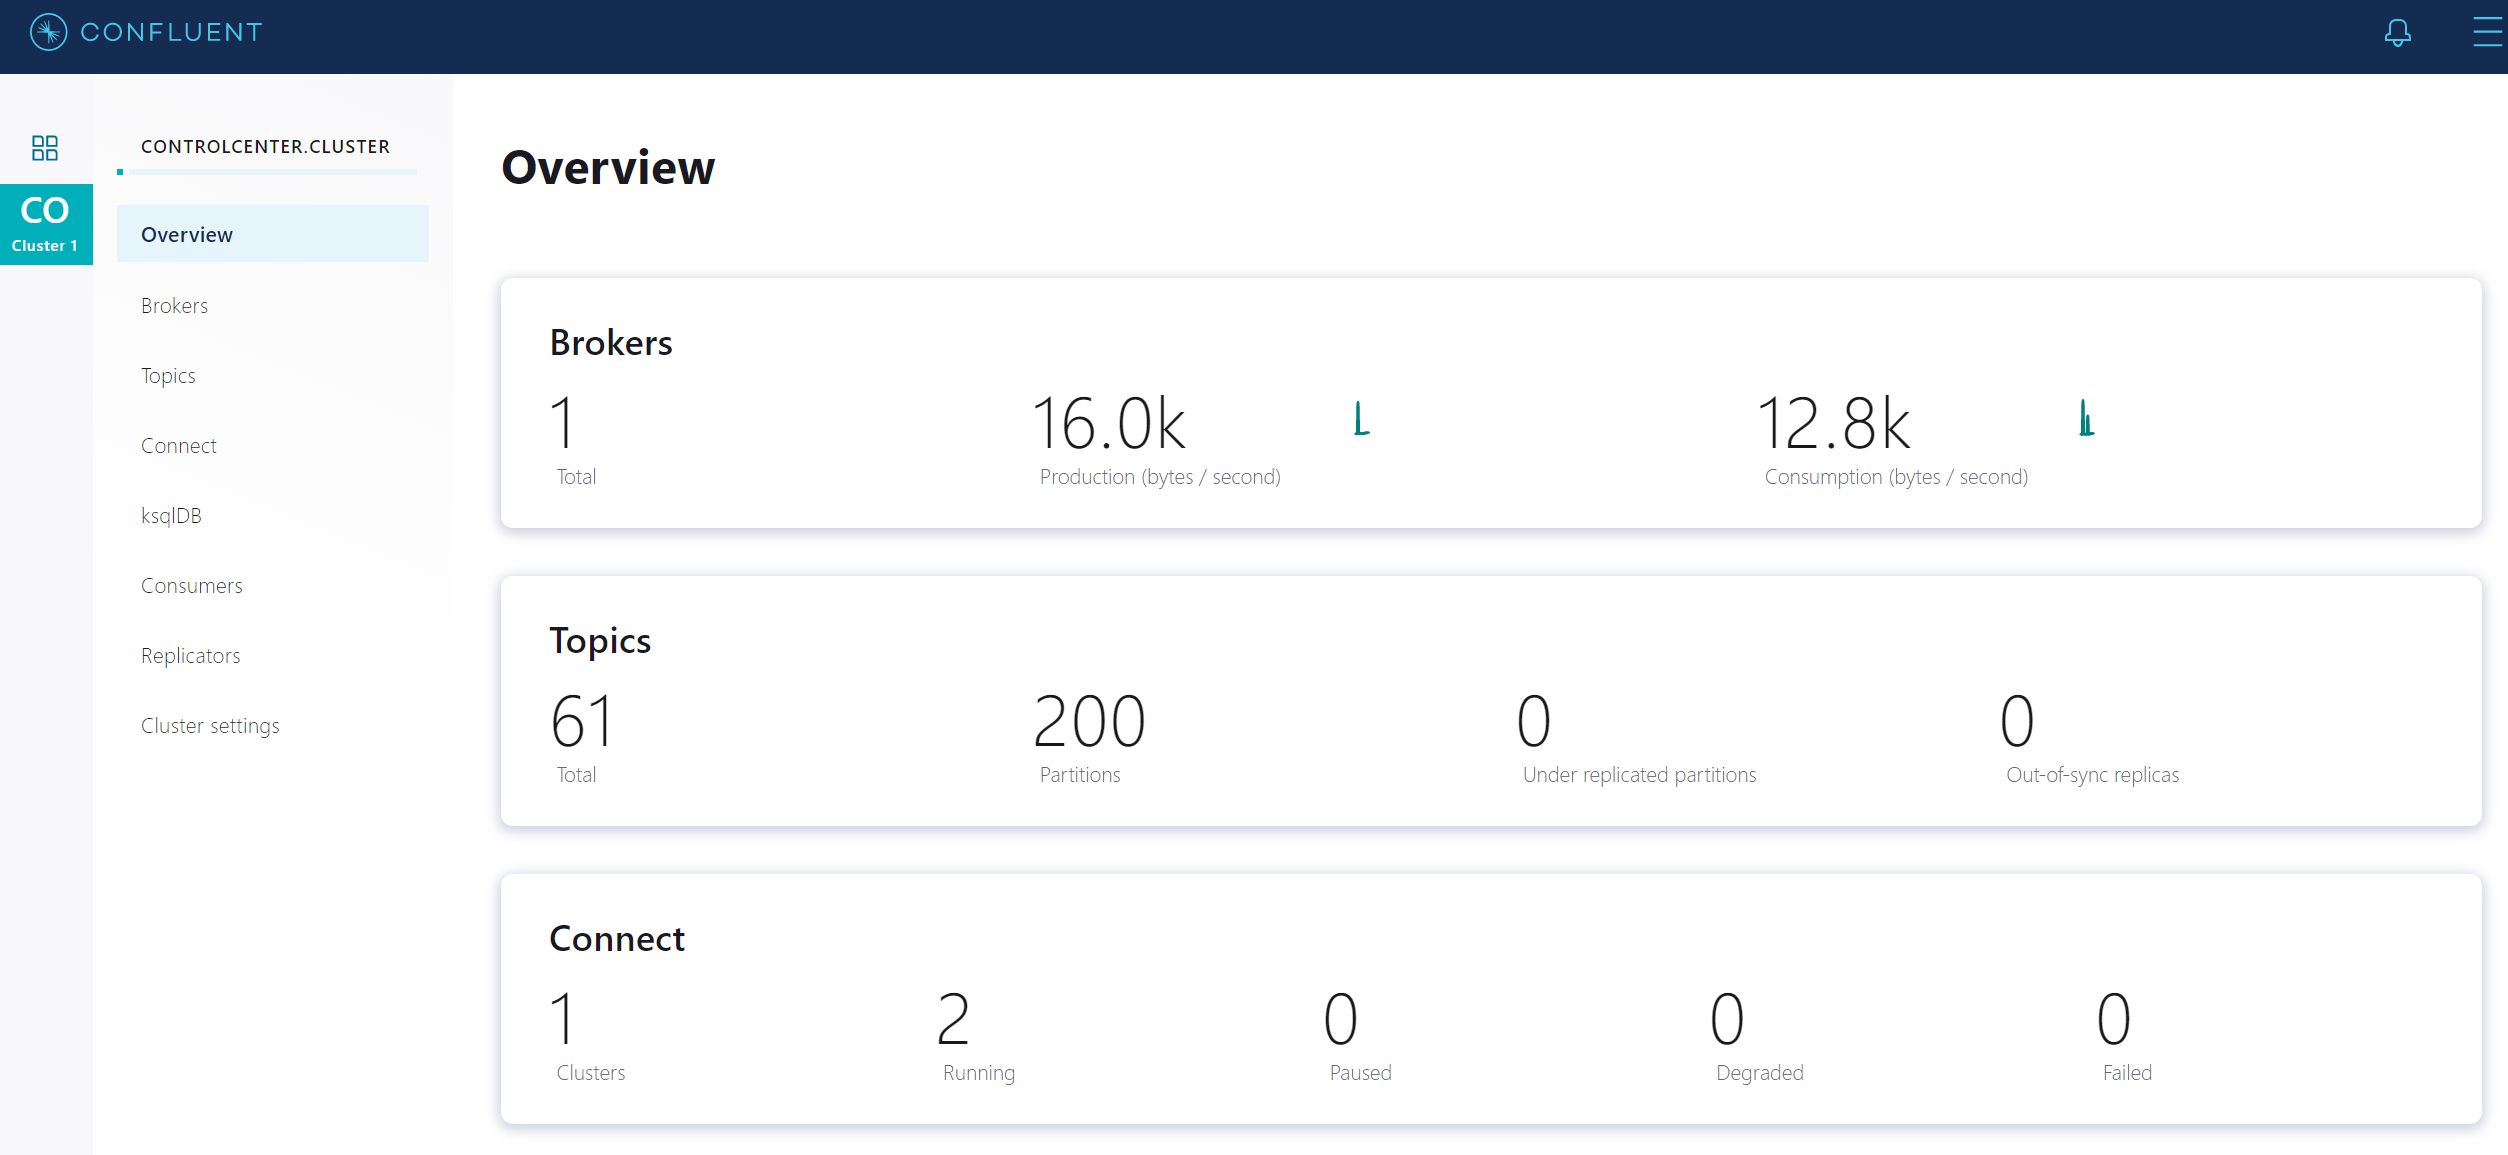 CONFLUENT
CO
Cluster 1
CONTROLCENTER.CLUSTER
Overview
Brokers
Topics
Connect
ksqlDB
Consumers
Replicators
Cluster settings
Overview
Brokers
1 16.0k 12.8k
Total Production (bytes / second) Consumption (bytes / second)
Topics
61 200 0 0
Total Partitions Under replicated partitions Out-of-sync replicas
Connect
1 2 0 0 0
Clusters Running Paused Degraded Failed